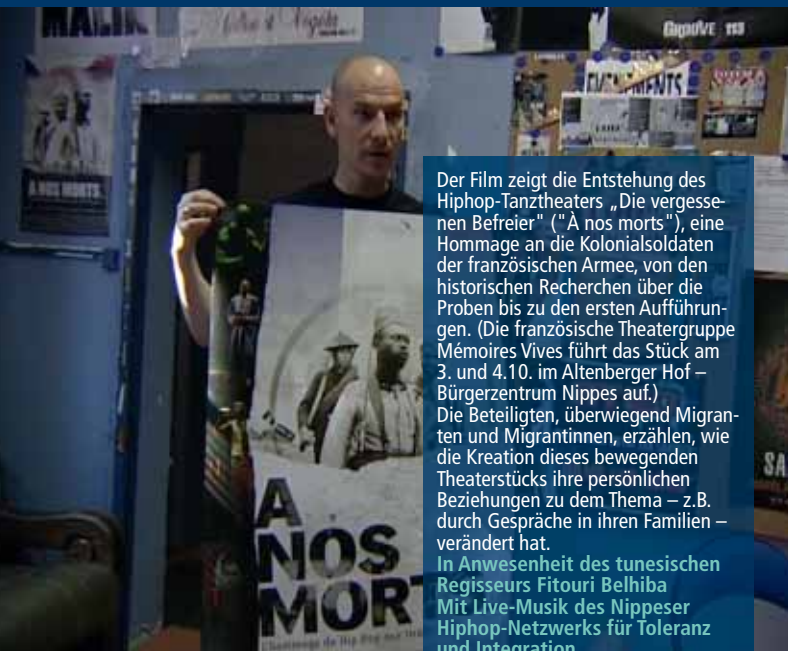 MALIK
GROOVE 113
EVENEMENTS
A NOS MORTS
A
NOS
MORT
Der Film zeigt die Entstehung des
Hiphop-Tanztheaters „Die vergesse-
nen Befreier" ("À nos morts"), eine
Hommage an die Kolonialsoldaten
der französischen Armee, von den
historischen Recherchen über die
Proben bis zu den ersten Aufführun-
gen. (Die französische Theatergruppe
Mémoires Vives führt das Stück am
3. und 4.10. im Altenberger Hof –
Bürgerzentrum Nippes auf.)
Die Beteiligten, überwiegend Migran-
ten und Migrantinnen, erzählen, wie
die Kreation dieses bewegenden
Theaterstücks ihre persönlichen
Beziehungen zu dem Thema – z.B.
durch Gespräche in ihren Familien –
verändert hat.
In Anwesenheit des tunesischen
Regisseurs Fitouri Belhiba
Mit Live-Musik des Nippeser
Hiphop-Netzwerks für Toleranz
und Integration
SA